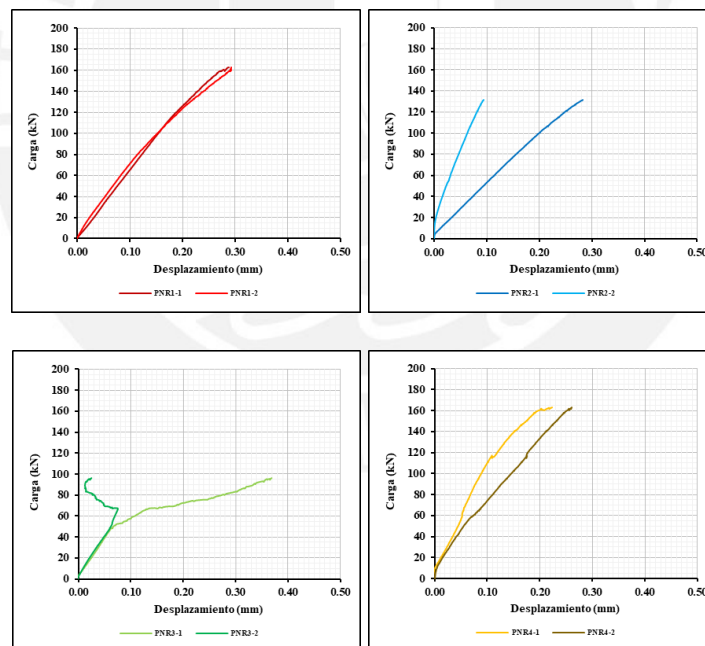 200
180
160
140
120
100
80
60
40
20
0
Carga (kN)
0.00 0.10 0.20 0.30 0.40 0.50
Desplazamiento (mm)
PNR1-1 PNR1-2
200
180
160
140
120
100
80
60
40
20
0
Carga (kN)
0.00 0.10 0.20 0.30 0.40 0.50
Desplazamiento (mm)
PNR2-1 PNR2-2
200
180
160
140
120
100
80
60
40
20
0
Carga (kN)
0.00 0.10 0.20 0.30 0.40 0.50
Desplazamiento (mm)
PNR3-1 PNR3-2
200
180
160
140
120
100
80
60
40
20
0
Carga (kN)
0.00 0.10 0.20 0.30 0.40 0.50
Desplazamiento (mm)
PNR4-1 PNR4-2